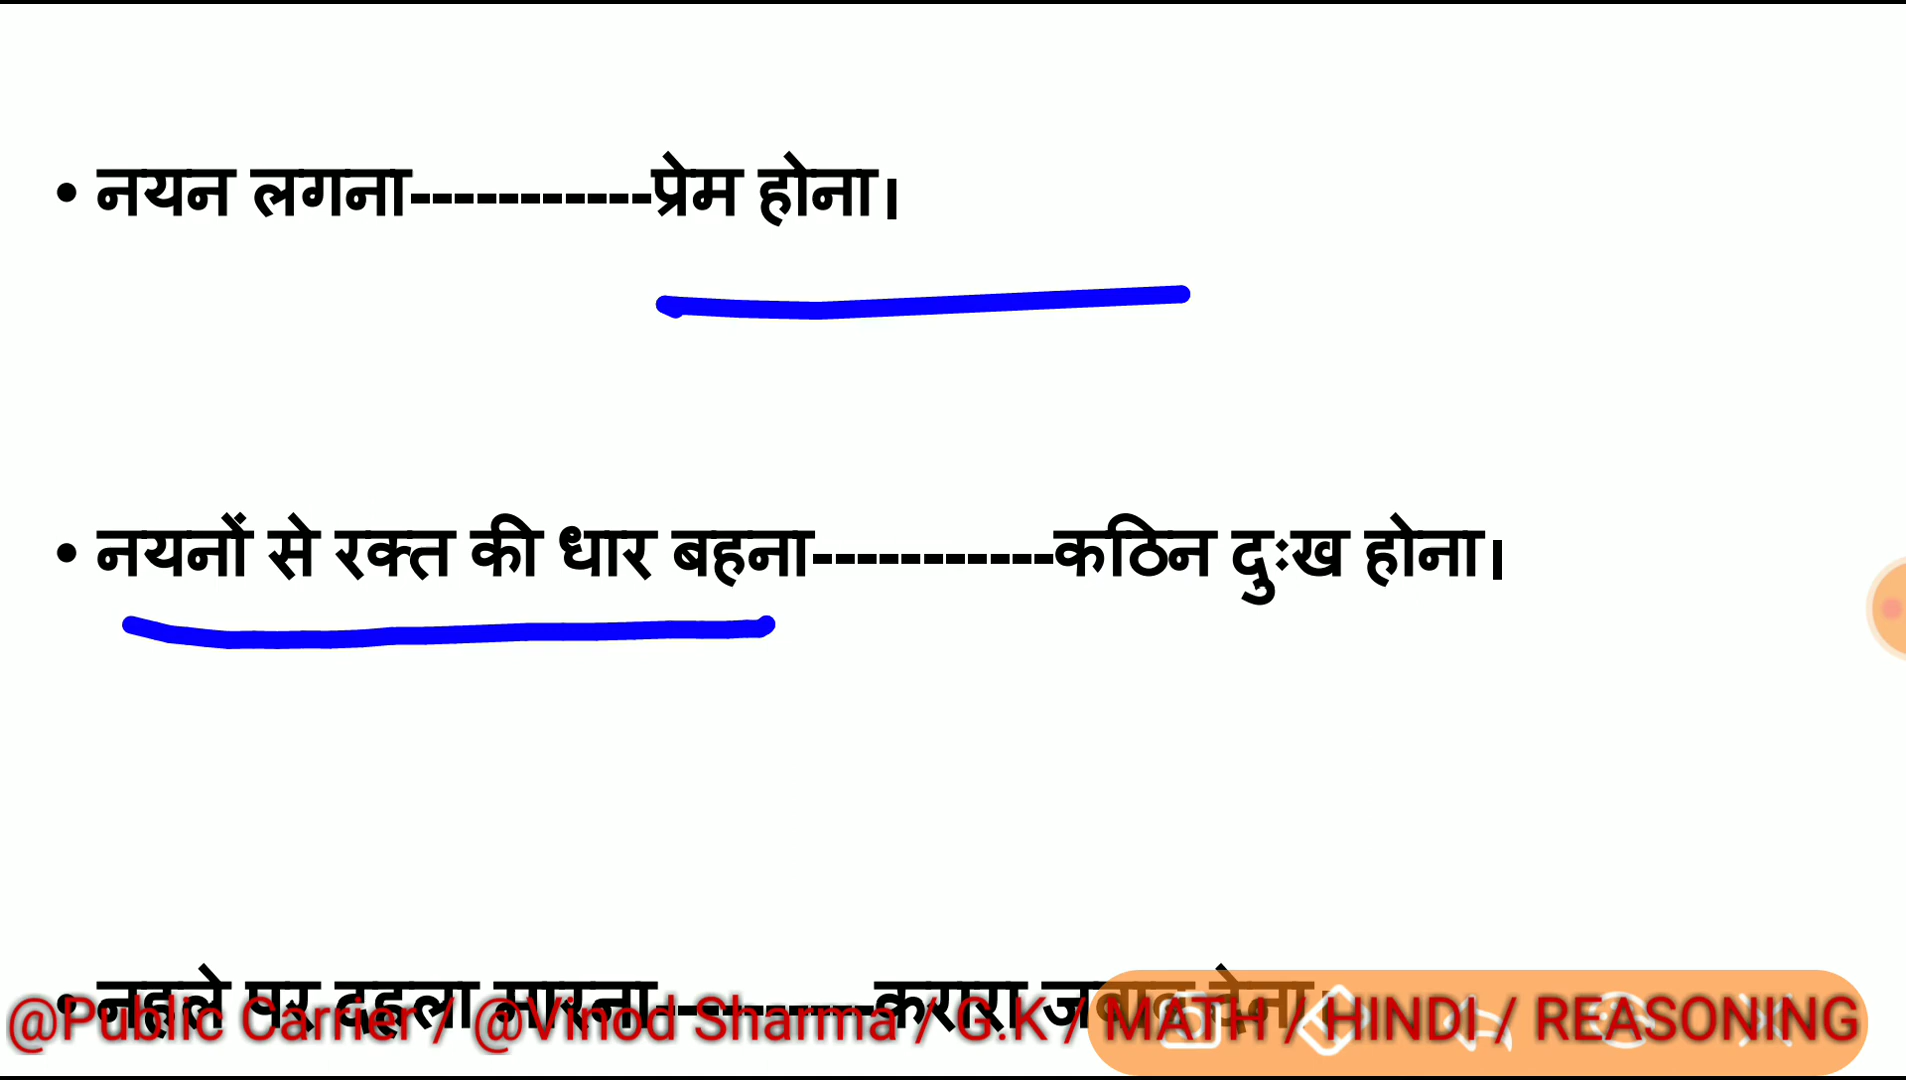 • नयन लगना-----------प्रेम होना।
• नयनों से रक्त की धार बहना-----------कठिन दुःख होना।
• नहले पर दहला मारना----------करारा जवाब देना।
@Public Carrier / @Vinod Sharma / G.K / MATH / HINDI / REASONING